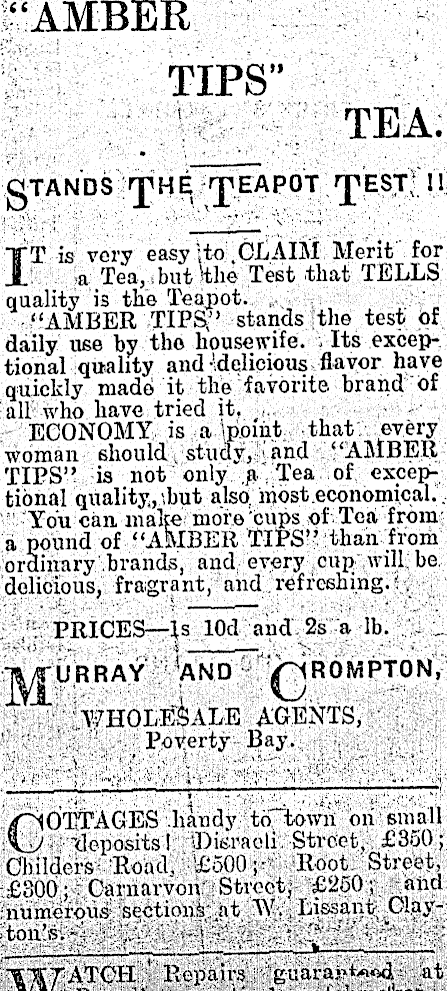 "AMBER
TIPS"
TEA.
STANDS THE TEAPOT TEST !!
IT is very easy to CLAIM Merit for
a Tea, but the Test that TELLS
quality is the Teapot.
"AMBER TIPS" stands the test of
daily use by the housewife. Its excep-
tional quality and delicious flavor have
quickly made it the favorite brand of
all who have tried it.
ECONOMY is a point that every
woman should study, and "AMBER
TIPS" is not only a Tea of excep-
tional quality, but also most economical.
You can make more cups of Tea from
a pound of "AMBER TIPS" than from
ordinary brands, and every cup will be
delicious, fragrant, and refreshing.
PRICES—1s 10d and 2s a lb.
MURRAY AND CROMPTON,
WHOLESALE AGENTS,
Poverty Bay.
COTTAGES handy to town on small
deposits! Disraeli Street, £350;
Childers Road, £500; Root Street,
£300; Carnarvon Street, £250; and
numerous sections at W. Lissant Clay-
ton's.
WATCH Repairs guaranteed at